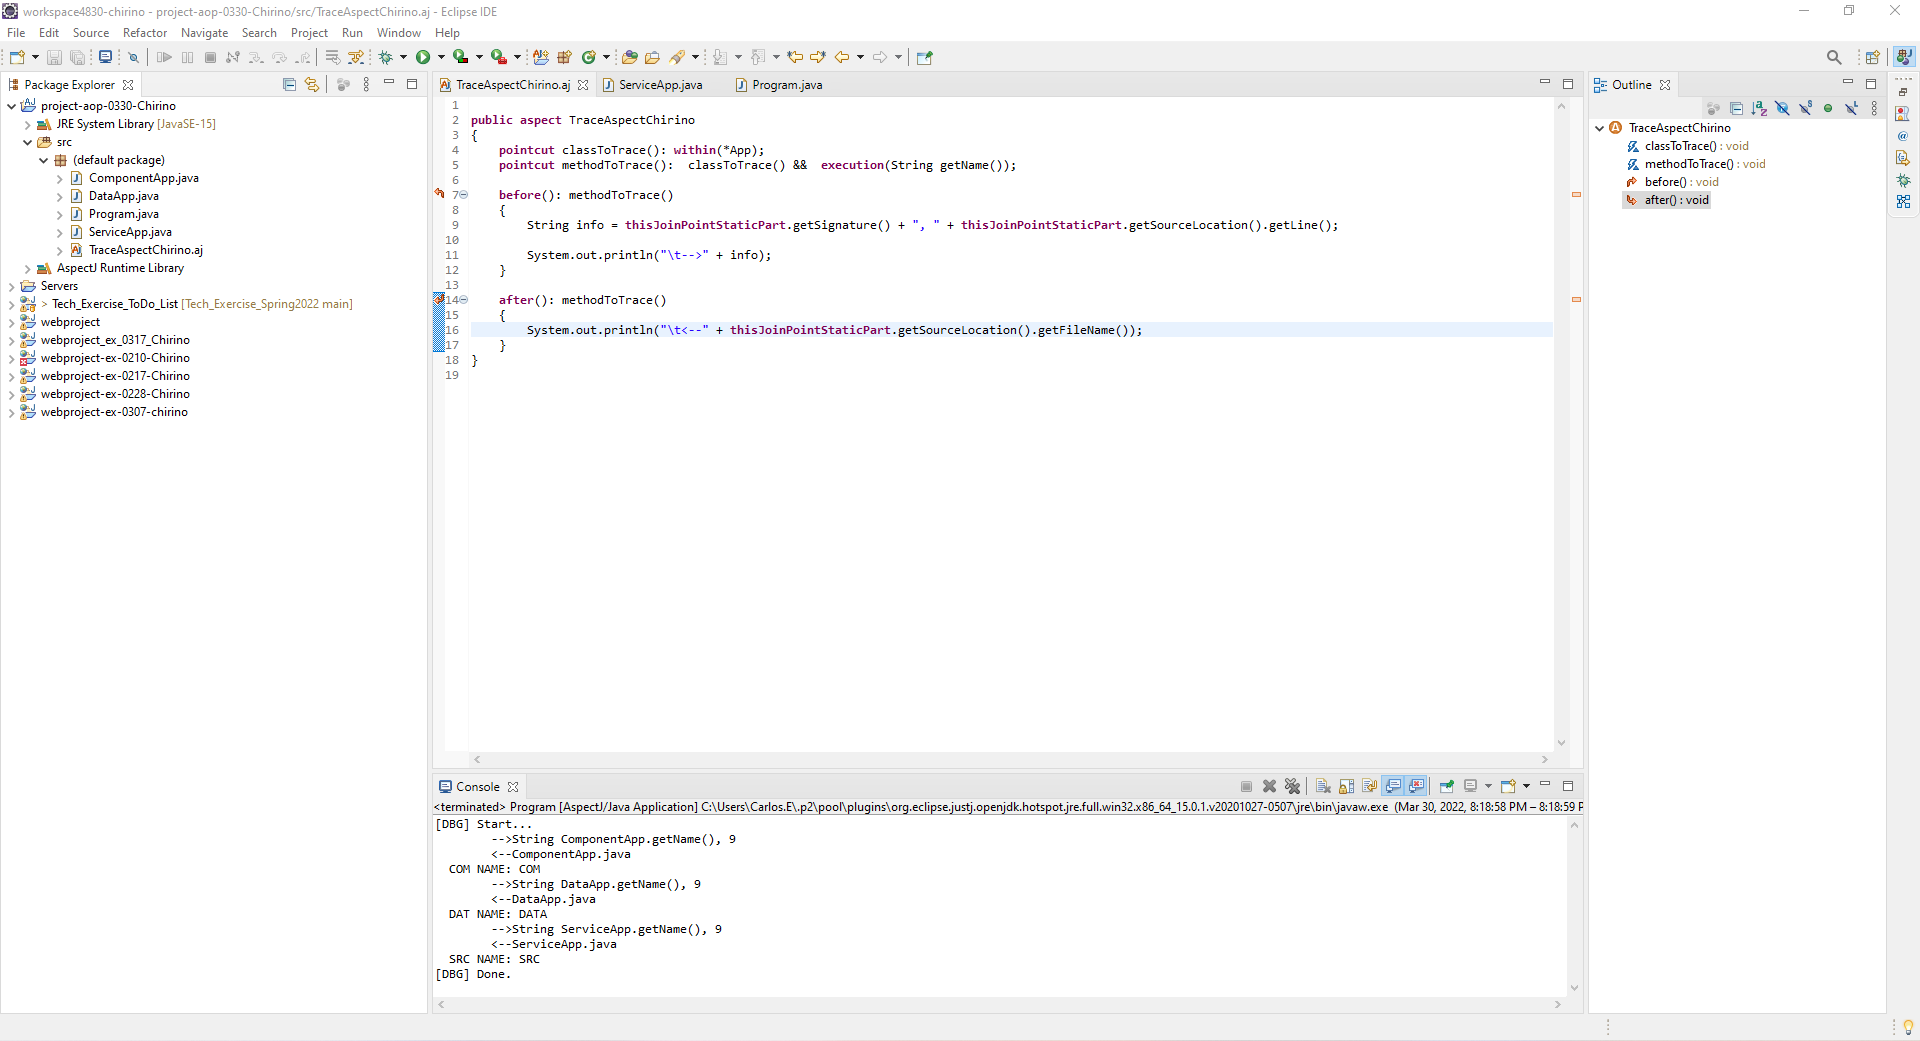 workspace4830-chirino - project-aop-0330-Chirino/src/TraceAspectChirino.aj - Eclipse IDE
File Edit Source Refactor Navigate Search Project Run Window Help
Package Explorer
project-aop-0330-Chirino
JRE System Library [JavaSE-15]
src
(default package)
ComponentApp.java
DataApp.java
Program.java
ServiceApp.java
TraceAspectChirino.aj
AspectJ Runtime Library
Servers
> Tech_Exercise_ToDo_List [Tech_Exercise_Spring2022 main]
webproject
webproject_ex_0317_Chirino
webproject-ex-0210-Chirino
webproject-ex-0217-Chirino
webproject-ex-0228-Chirino
webproject-ex-0307-chirino
TraceAspectChirino.aj ServiceApp.java Program.java
1
2 public aspect TraceAspectChirino
3 {
4 pointcut classToTrace(): within(*App);
5 pointcut methodToTrace():  classToTrace() &&  execution(String getName());
6
7 before(): methodToTrace()
8 {
9 String info = thisJoinPointStaticPart.getSignature() + ", " + thisJoinPointStaticPart.getSourceLocation().getLine();
10
11 System.out.println("\t-->" + info);
12 }
13
14 after(): methodToTrace()
15 {
16 System.out.println("\t<--" + thisJoinPointStaticPart.getSourceLocation().getFileName());
17 }
18 }
19
Console
<terminated> Program [AspectJ/Java Application] C:\Users\Carlos.E\.p2\pool\plugins\org.eclipse.justj.openjdk.hotspot.jre.full.win32.x86_64_15.0.1.v20201027-0507\jre\bin\javaw.exe (Mar 30, 2022, 8:18:58 PM – 8:18:59 P
[DBG] Start...
-->String ComponentApp.getName(), 9
<--ComponentApp.java
COM NAME: COM
-->String DataApp.getName(), 9
<--DataApp.java
DAT NAME: DATA
-->String ServiceApp.getName(), 9
<--ServiceApp.java
SRC NAME: SRC
[DBG] Done.
Outline
TraceAspectChirino
classToTrace() : void
methodToTrace() : void
before() : void
after() : void